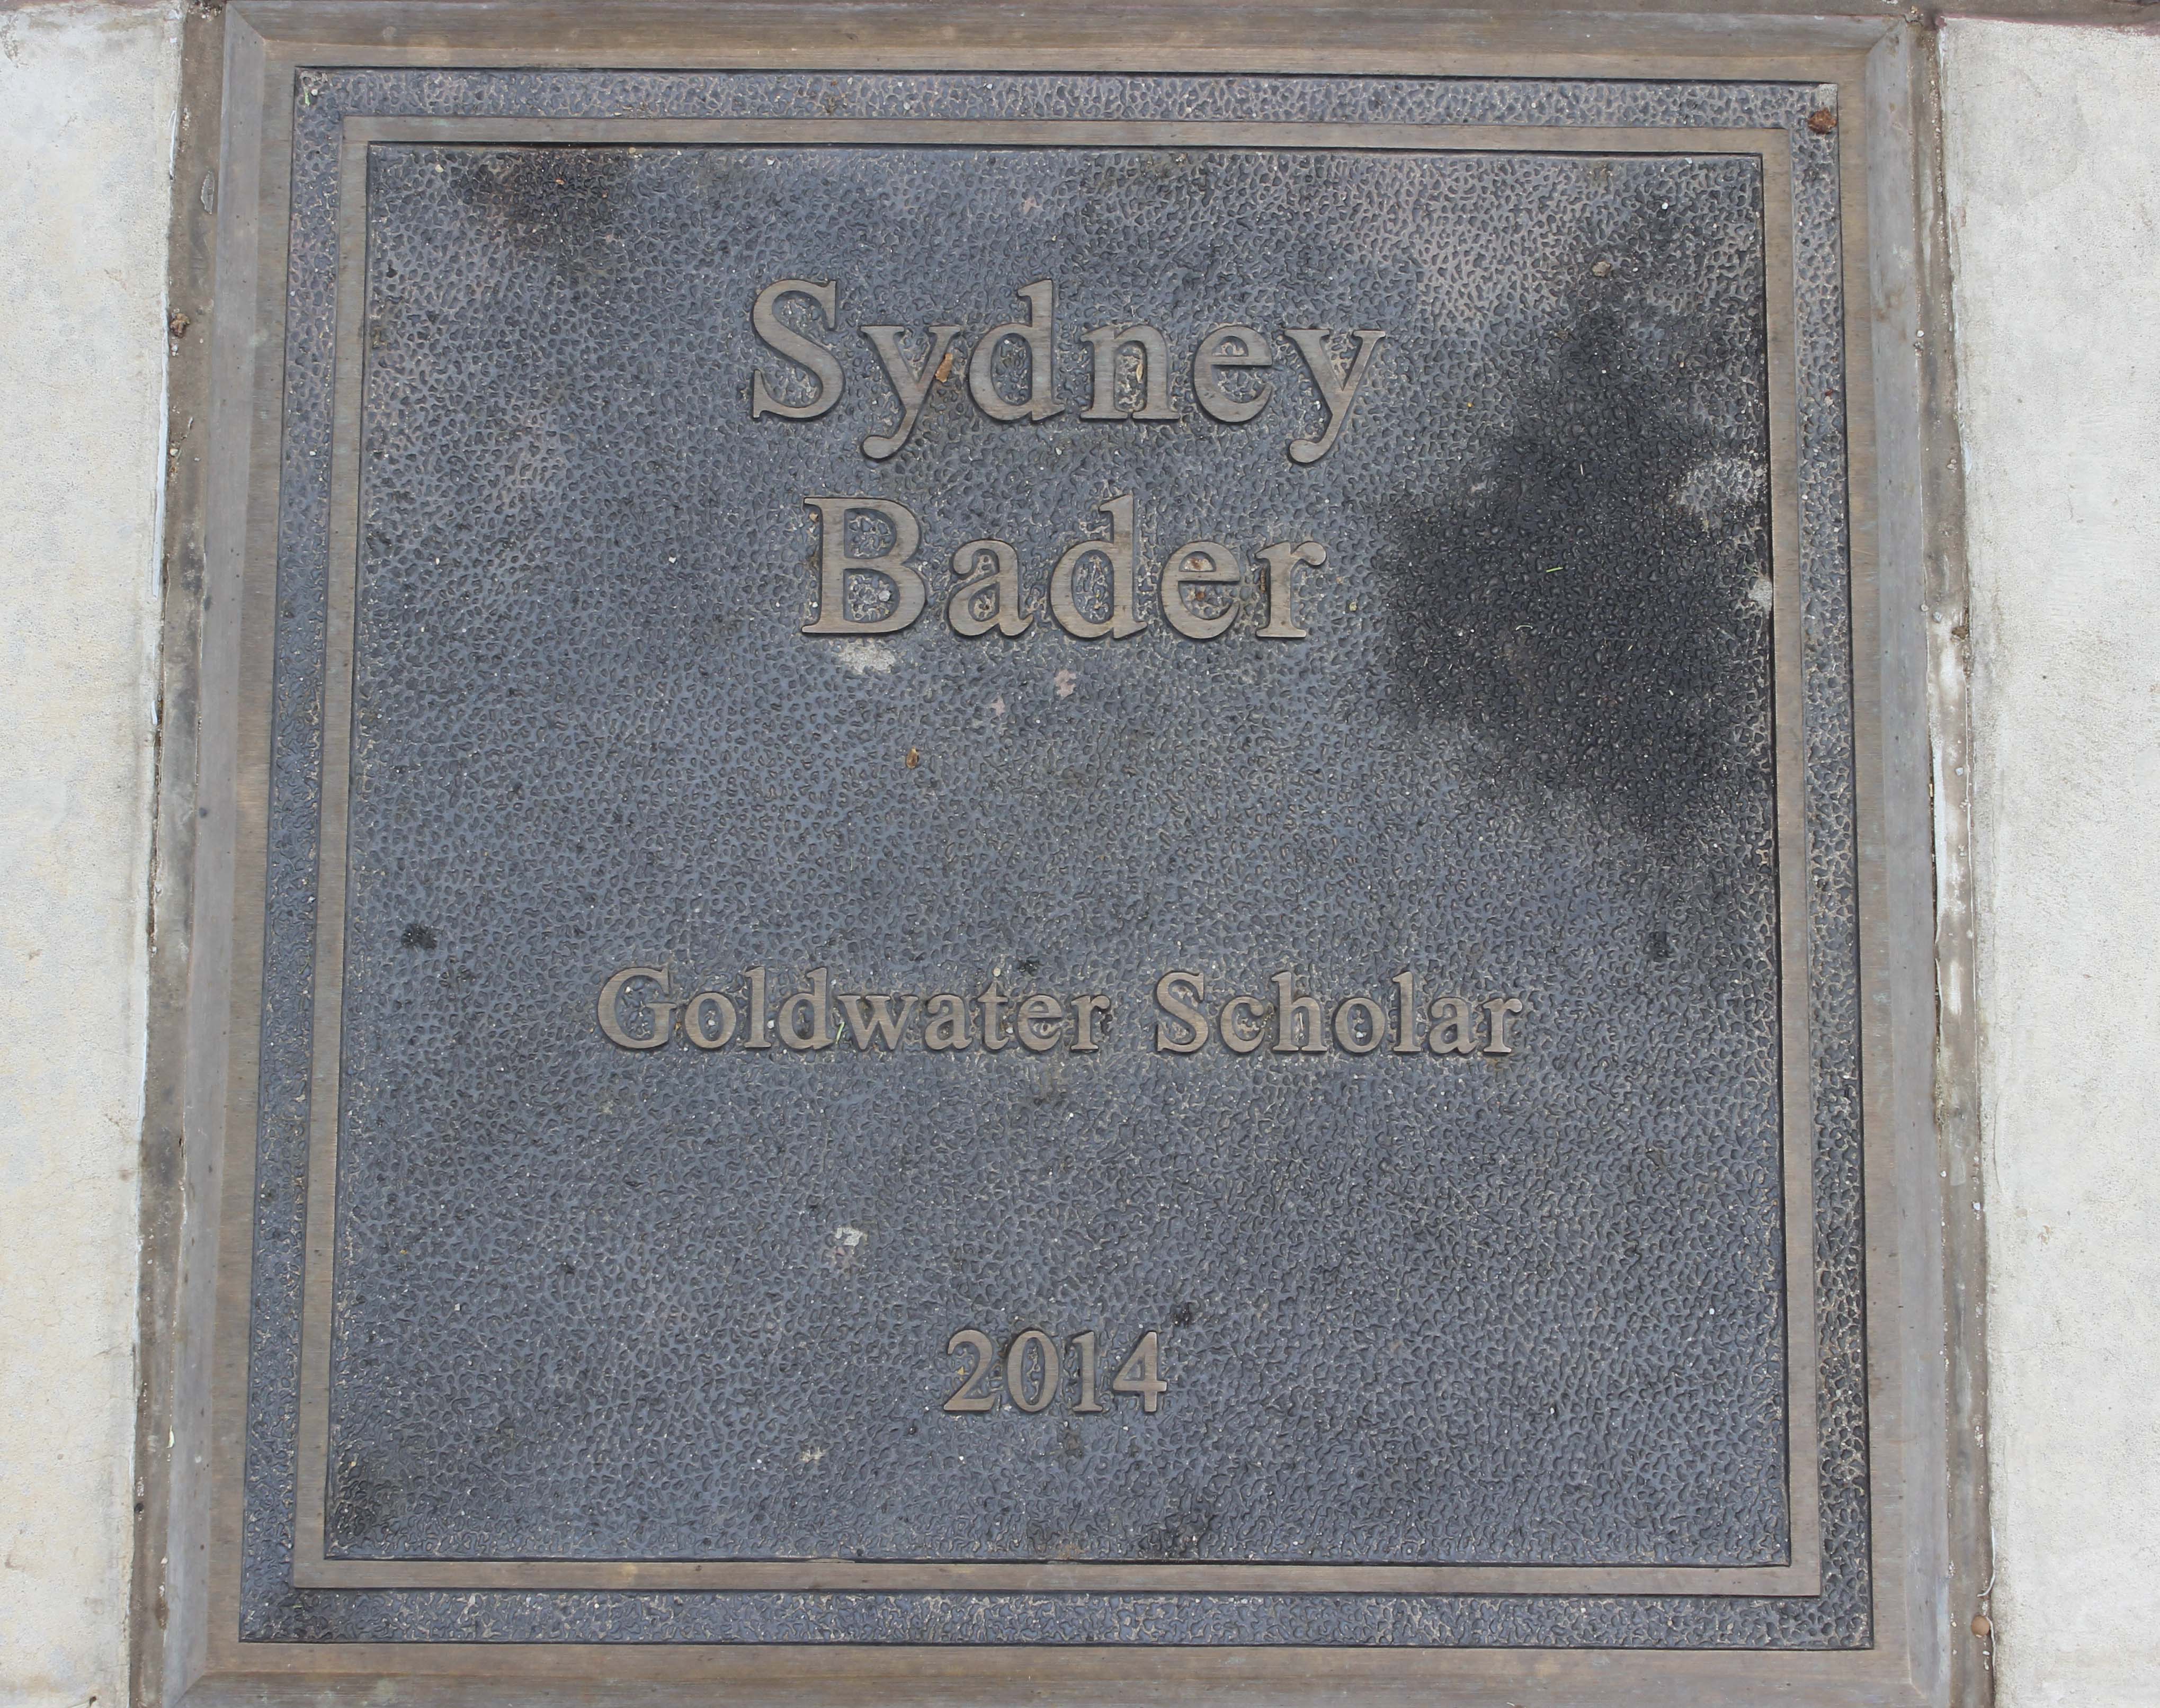 Sydney
Bader
Goldwater Scholar
2014